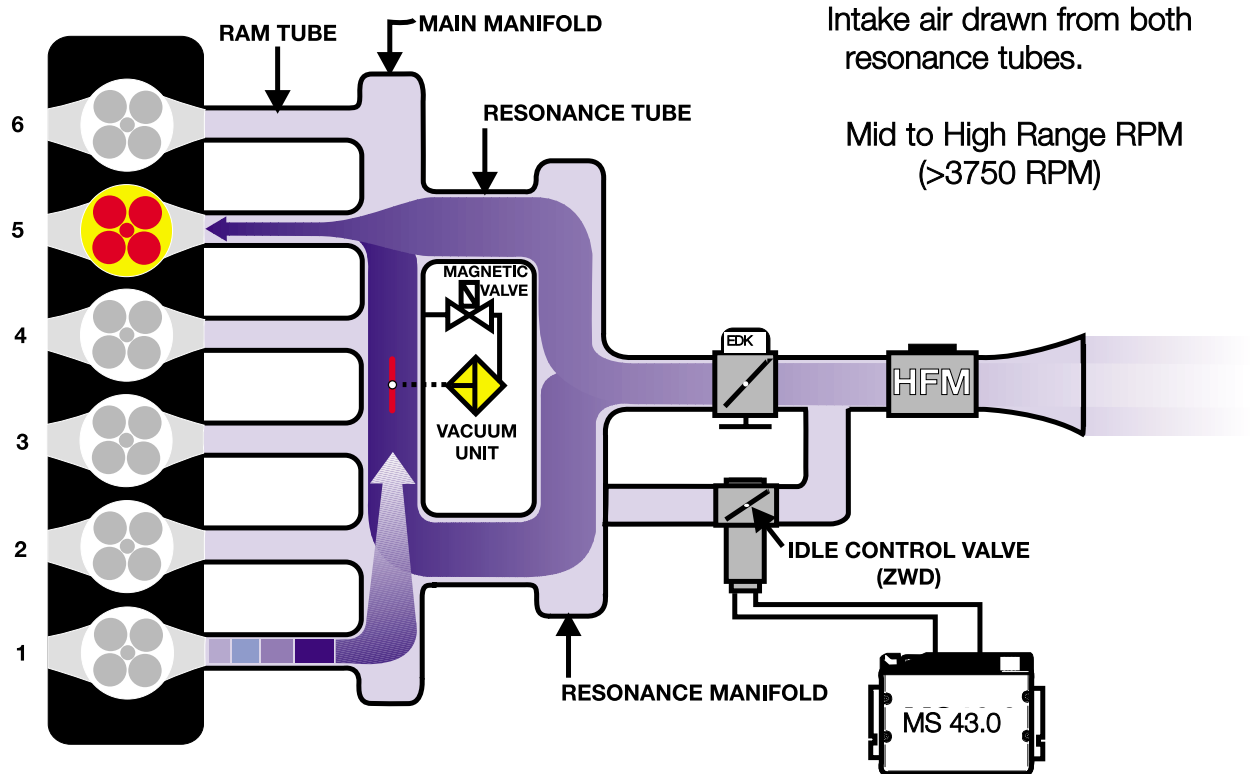 Intake air drawn from both
resonance tubes.
Mid to High Range RPM
(>3750 RPM)
RAM TUBE
MAIN MANIFOLD
RESONANCE TUBE
6
5
4
3
2
1
MAGNETIC
VALVE
VACUUM
UNIT
EDK
HFM
IDLE CONTROL VALVE
(ZWD)
RESONANCE MANIFOLD
MS 43.0